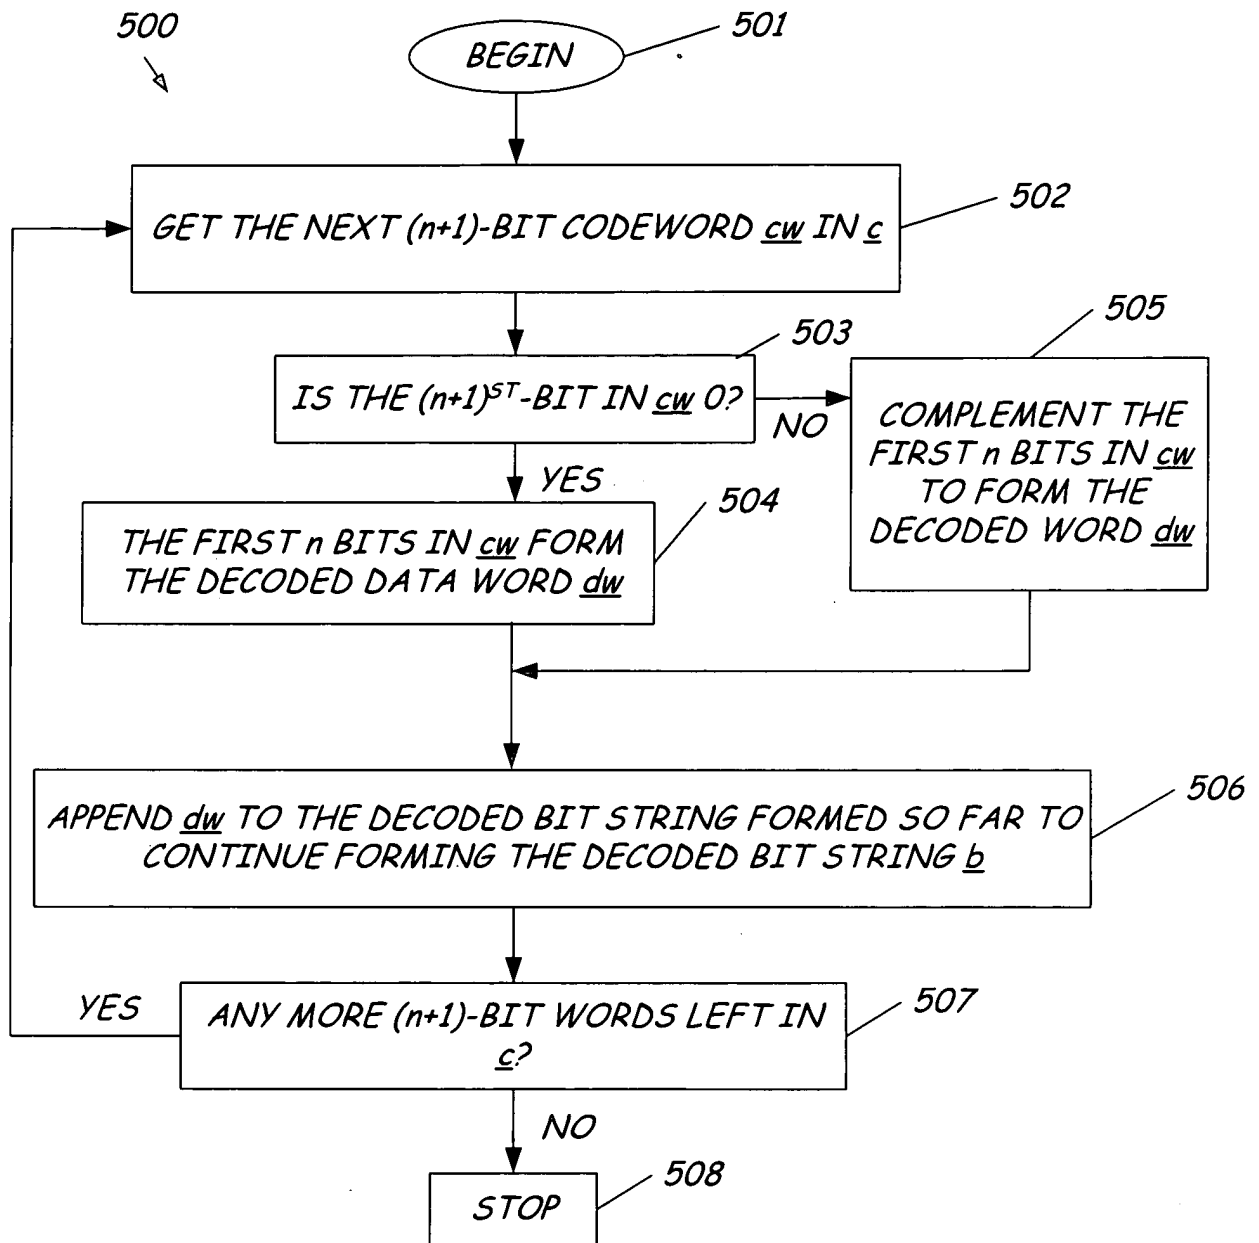 500
501
BEGIN
502
GET THE NEXT (n+1)-BIT CODEWORD cw IN c
503
IS THE (n+1)ST-BIT IN cw 0?
NO
YES
505
COMPLEMENT THE
FIRST n BITS IN cw
TO FORM THE
DECODED WORD dw
504
THE FIRST n BITS IN cw FORM
THE DECODED DATA WORD dw
506
APPEND dw TO THE DECODED BIT STRING FORMED SO FAR TO
CONTINUE FORMING THE DECODED BIT STRING b
507
YES
ANY MORE (n+1)-BIT WORDS LEFT IN
c?
NO
508
STOP